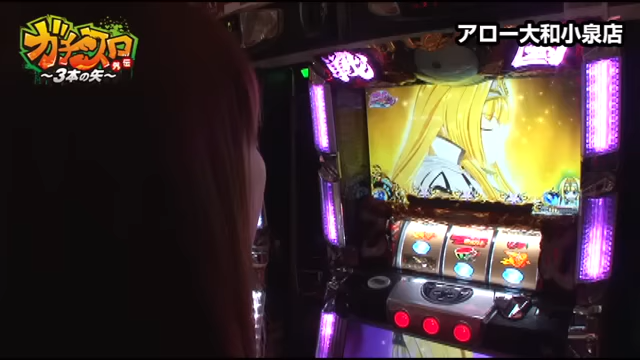 ガチスロ
外伝
～3本の矢～
アロー大和小泉店